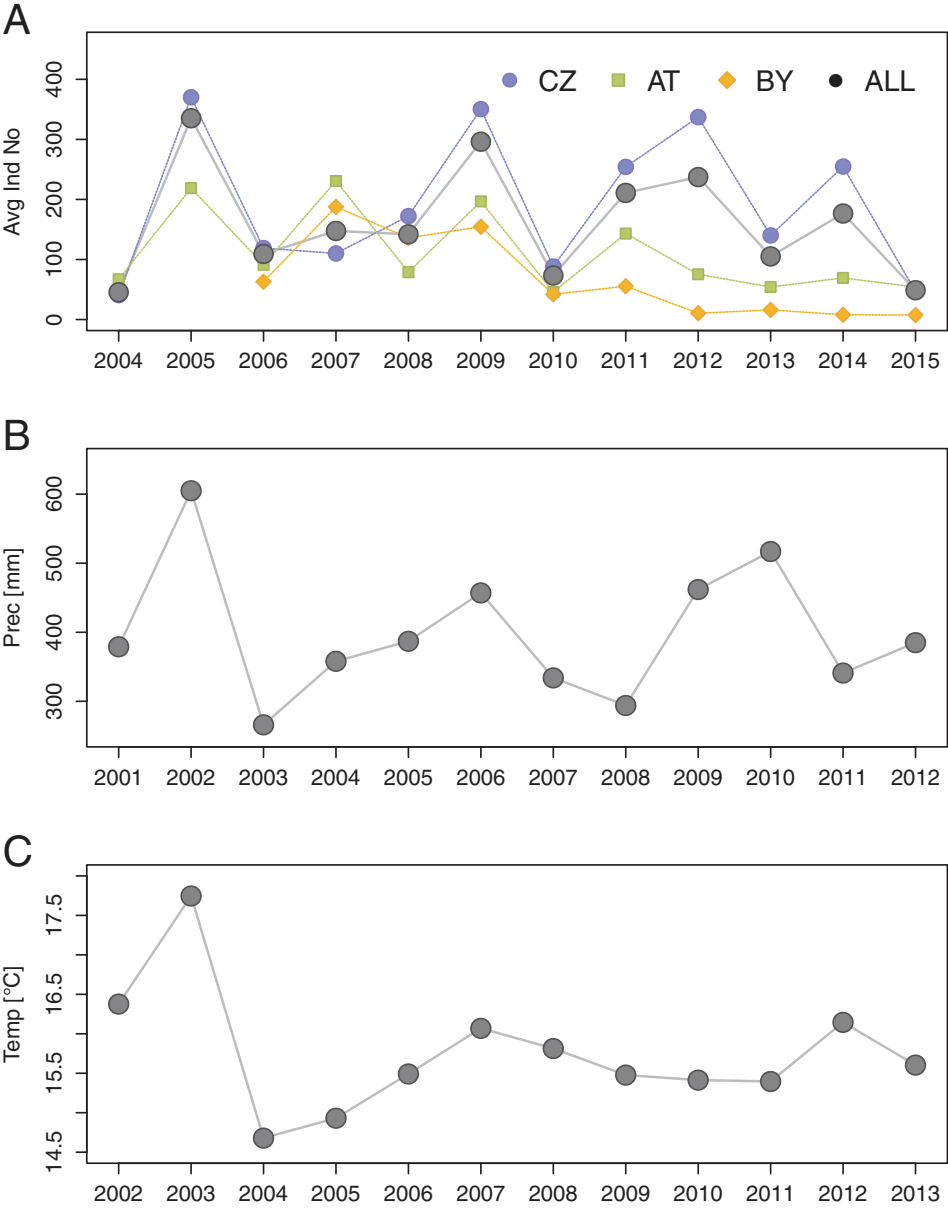 A
Avg Ind No
400
300
200
100
0
CZ AT BY ALL
2004 2005 2006 2007 2008 2009 2010 2011 2012 2013 2014 2015
B
Prec [mm]
600
500
400
300
2001 2002 2003 2004 2005 2006 2007 2008 2009 2010 2011 2012
C
Temp [°C]
17.5
16.5
15.5
14.5
2002 2003 2004 2005 2006 2007 2008 2009 2010 2011 2012 2013